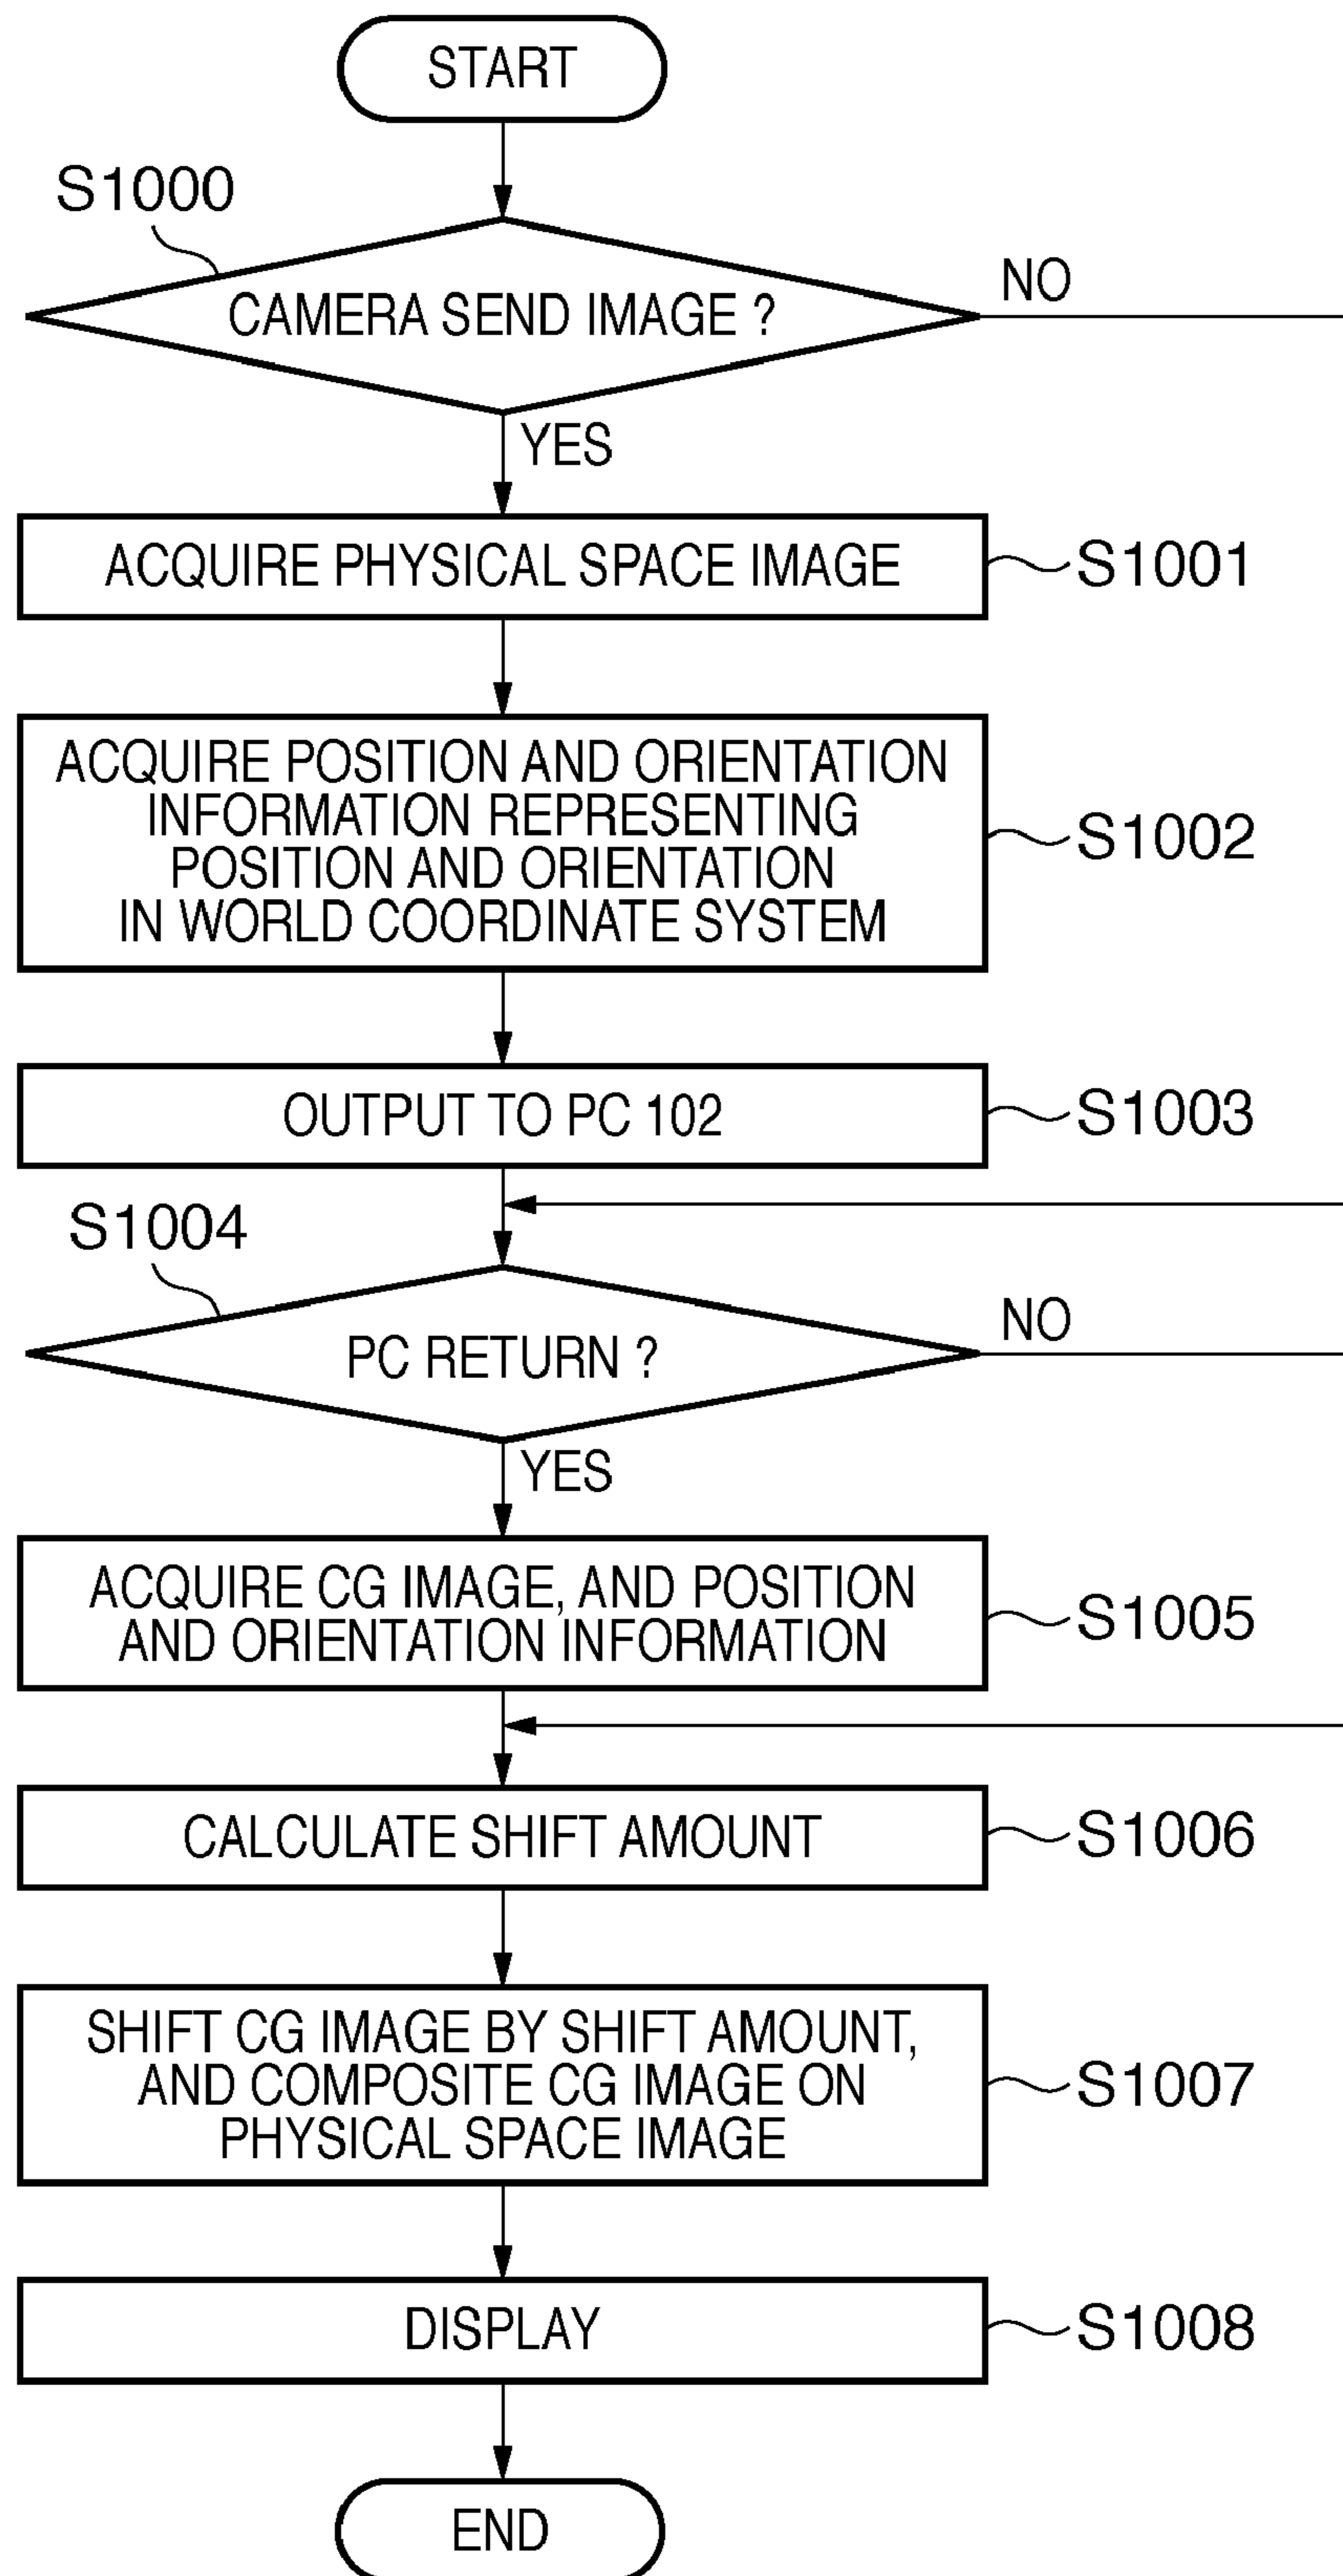 START
S1000
CAMERA SEND IMAGE ?
NO
YES
ACQUIRE PHYSICAL SPACE IMAGE
S1001
ACQUIRE POSITION AND ORIENTATION
INFORMATION REPRESENTING
POSITION AND ORIENTATION
IN WORLD COORDINATE SYSTEM
S1002
OUTPUT TO PC 102
S1003
S1004
PC RETURN ?
NO
YES
ACQUIRE CG IMAGE, AND POSITION
AND ORIENTATION INFORMATION
S1005
CALCULATE SHIFT AMOUNT
S1006
SHIFT CG IMAGE BY SHIFT AMOUNT,
AND COMPOSITE CG IMAGE ON
PHYSICAL SPACE IMAGE
S1007
DISPLAY
S1008
END